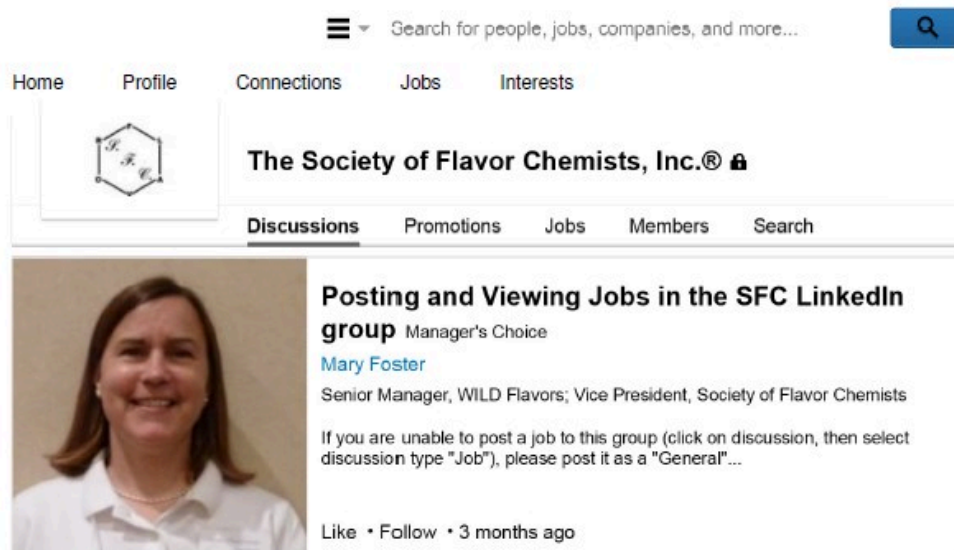 Search for people, jobs, companies, and more...
Home Profile Connections Jobs Interests
S.
F.
C.
The Society of Flavor Chemists, Inc.®
Discussions Promotions Jobs Members Search
Posting and Viewing Jobs in the SFC LinkedIn
group Manager's Choice
Mary Foster
Senior Manager, WILD Flavors; Vice President, Society of Flavor Chemists
If you are unable to post a job to this group (click on discussion, then select
discussion type "Job"), please post it as a "General"...
Like • Follow • 3 months ago